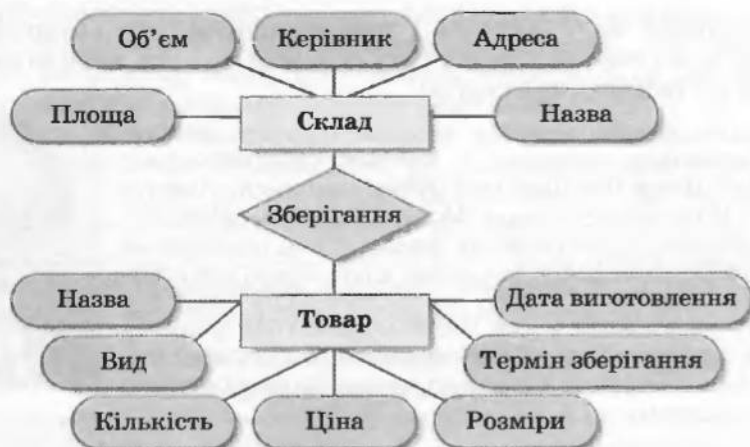 Об'єм
Керівник
Адреса
Площа
Склад
Назва
Зберігання
Назва
Товар
Дата виготовлення
Вид
Термін зберігання
Кількість
Ціна
Розміри